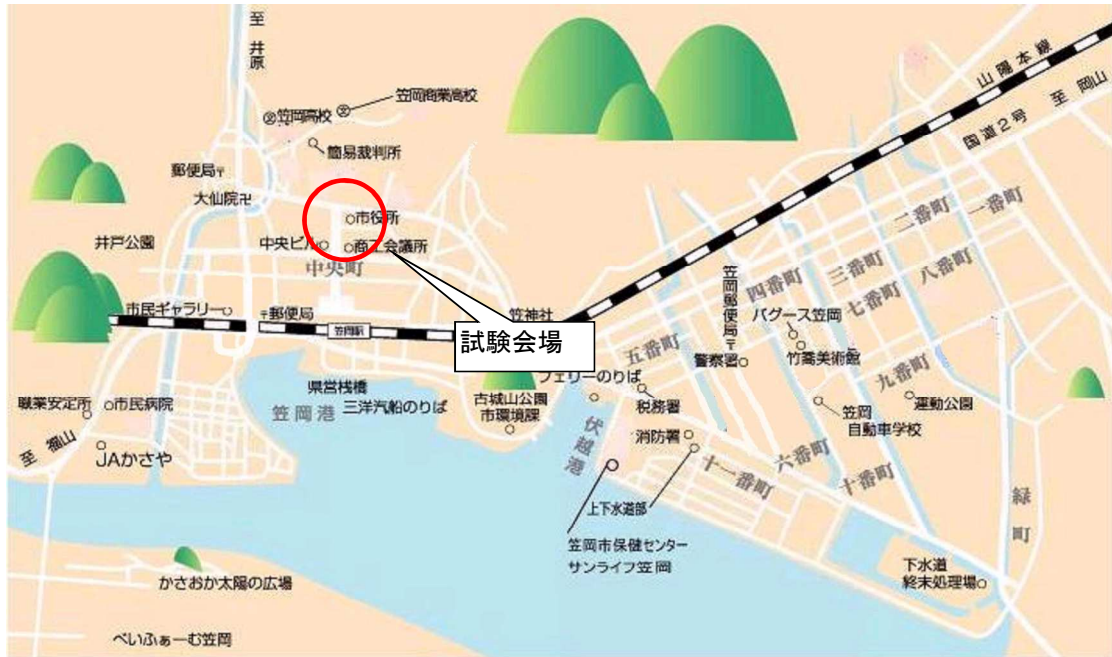 至
井
原
笠岡商業高校
笠岡高校
簡易裁判所
郵便局〒
大仙院卍
市役所
井戸公園
中央ビル
商工会議所
中央町
市民ギャラリー
〒郵便局
笠岡駅
笠神社
試験会場
山陽本線
至 岡山
国道2号
一番町
二番町
三番町
四番町
八番町
七番町
笠岡郵便局〒
バグース笠岡
五番町
警察署
竹喬美術館
九番町
フェリーのりば
県営桟橋
古城山公園
市環境課
税務署
笠岡
自動車学校
運動公園
職業安定所
市民病院
笠岡港
三洋汽船のりば
伏越港
消防署
至 福山
JAかさや
十一番町
六番町
十番町
緑町
上下水道部
笠岡市保健センター
サンライフ笠岡
下水道
終末処理場
かさおか太陽の広場
べいふぁーむ笠岡